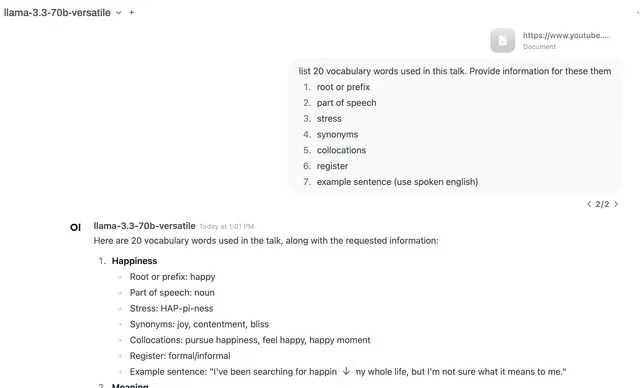 llama-3.3-70b-versatile
https://www.youtube....
Document
list 20 vocabulary words used in this talk. Provide information for these them
1. root or prefix
2. part of speech
3. stress
4. synonyms
5. collocations
6. register
7. example sentence (use spoken english)
2/2
OI llama-3.3-70b-versatile Today at 1:01 PM
Here are 20 vocabulary words used in the talk, along with the requested information:
1. Happiness
Root or prefix: happy
Part of speech: noun
Stress: HAP-pi-ness
Synonyms: joy, contentment, bliss
Collocations: pursue happiness, feel happy, happy moment
Register: formal/informal
Example sentence: "I've been searching for happin ny whole life, but I'm not sure what it means to me."
2. Meaning